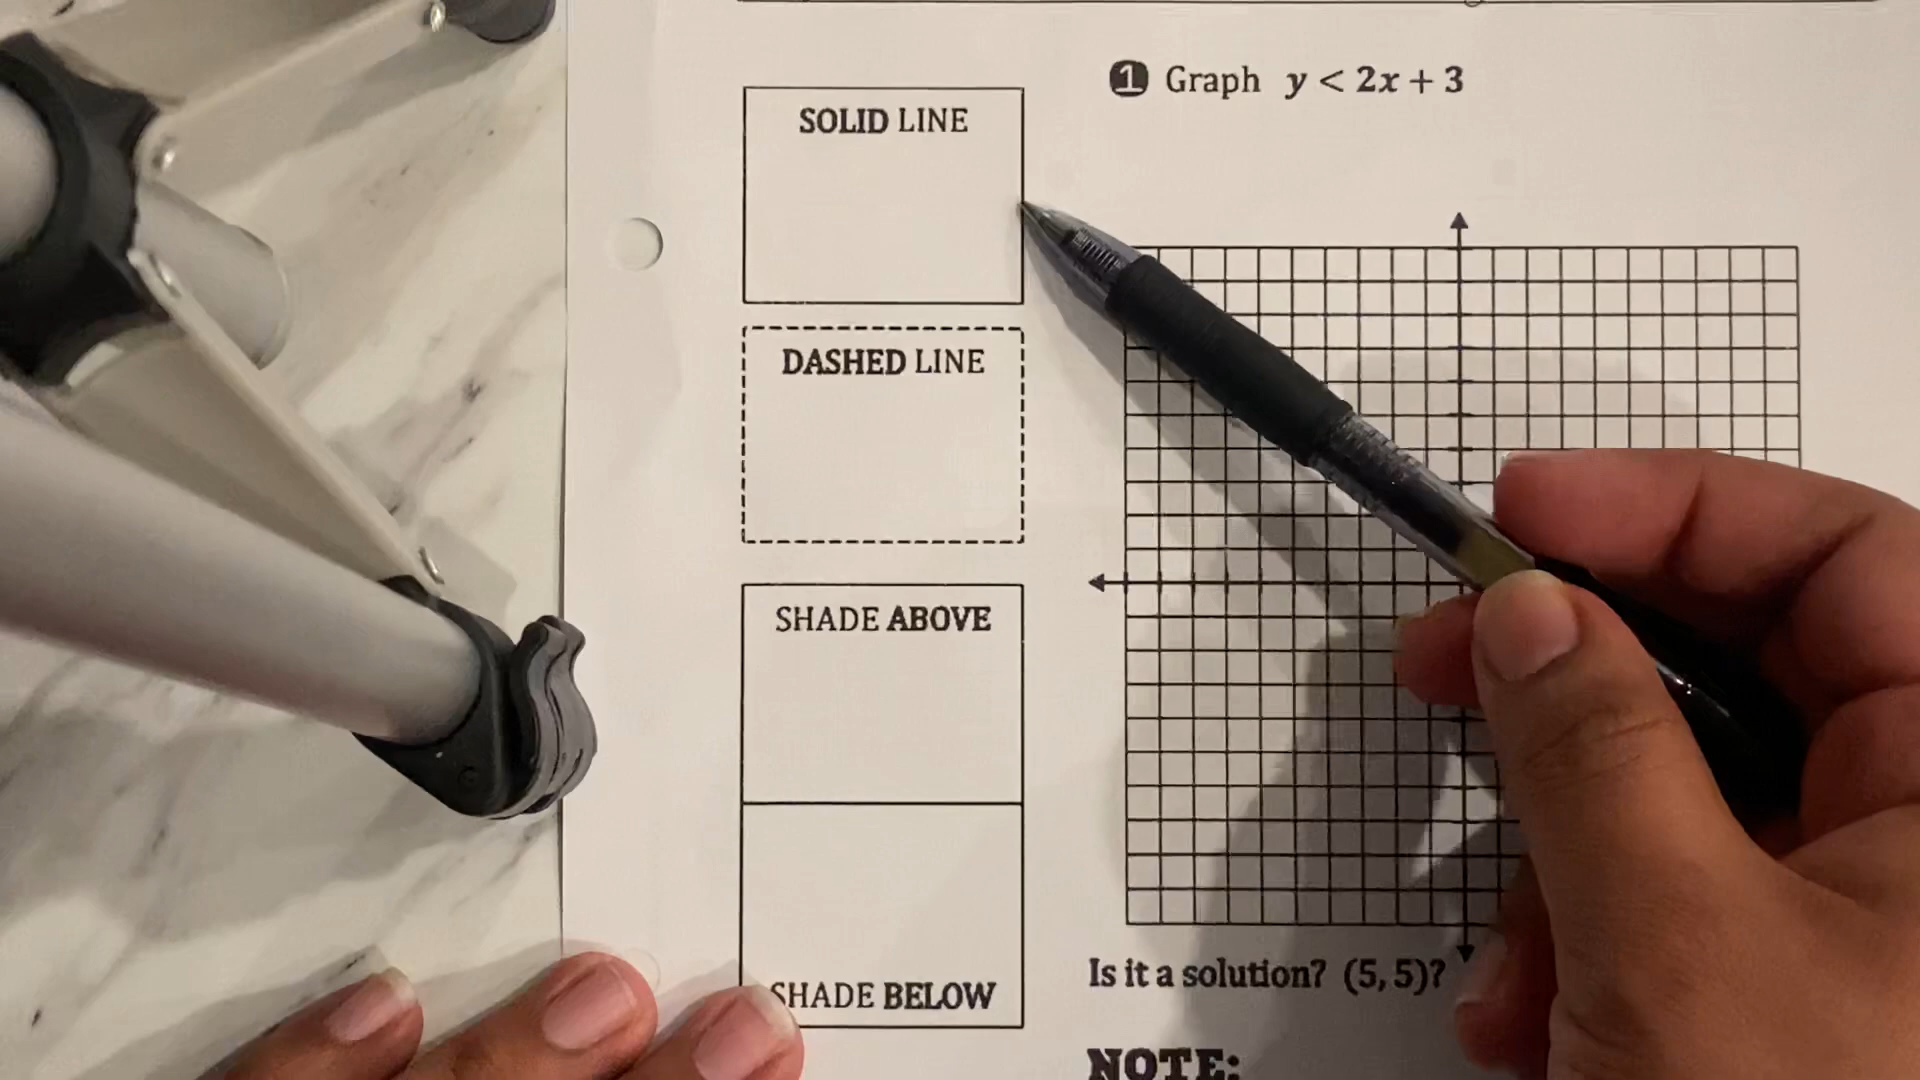 1 Graph y < 2x + 3
SOLID LINE
DASHED LINE
SHADE ABOVE
SHADE BELOW
Is it a solution? (5, 5)?
NOTE: